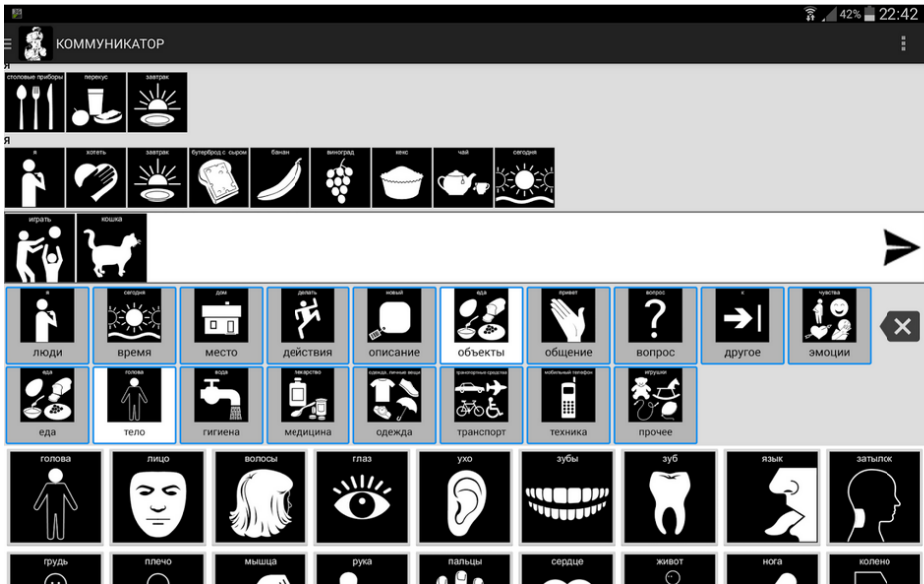 42% 22:42
КОММУНИКАТОР
я
столовые приборы перекус завтрак
я
я хотеть завтрак бутерброд с сыром банан виноград кекс чай сегодня
играть кошка
я сегодня дом делать новый еда привет вопрос к чувства
люди время место действия описание объекты общение вопрос другое эмоции
еда голова вода лекарство одежда, личные вещи транспортные средства мобильный телефон игрушки
еда тело гигиена медицина одежда транспорт техника прочее
голова лицо волосы глаз ухо зубы зуб язык затылок
грудь плечо мышца рука пальцы сердце живот нога колено